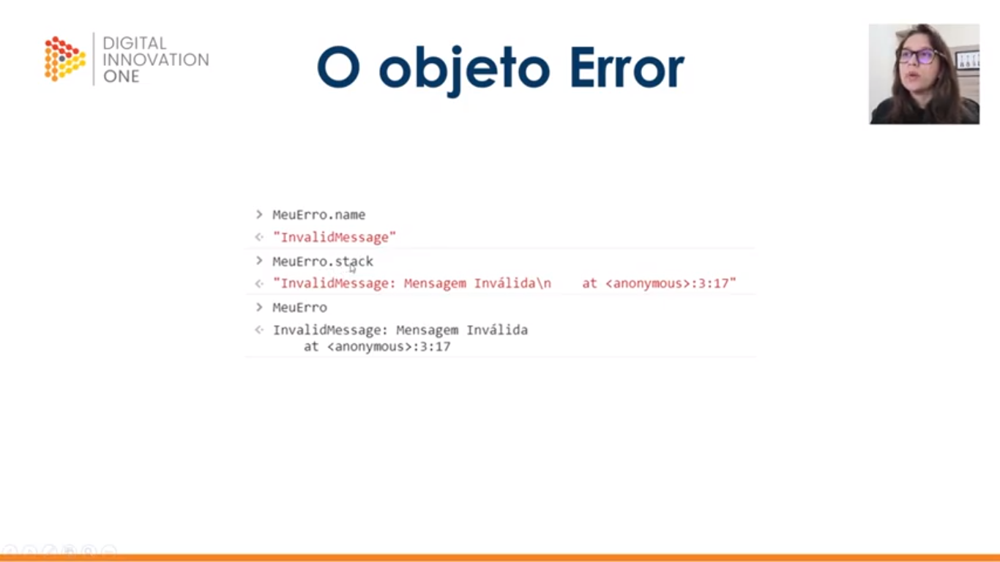 DIGITAL
INNOVATION
ONE
O objeto Error
> MeuErro.name
<· "InvalidMessage"
> MeuErro.stack
<· "InvalidMessage: Mensagem Inválida\n    at <anonymous>:3:17"
> MeuErro
<· InvalidMessage: Mensagem Inválida
    at <anonymous>:3:17